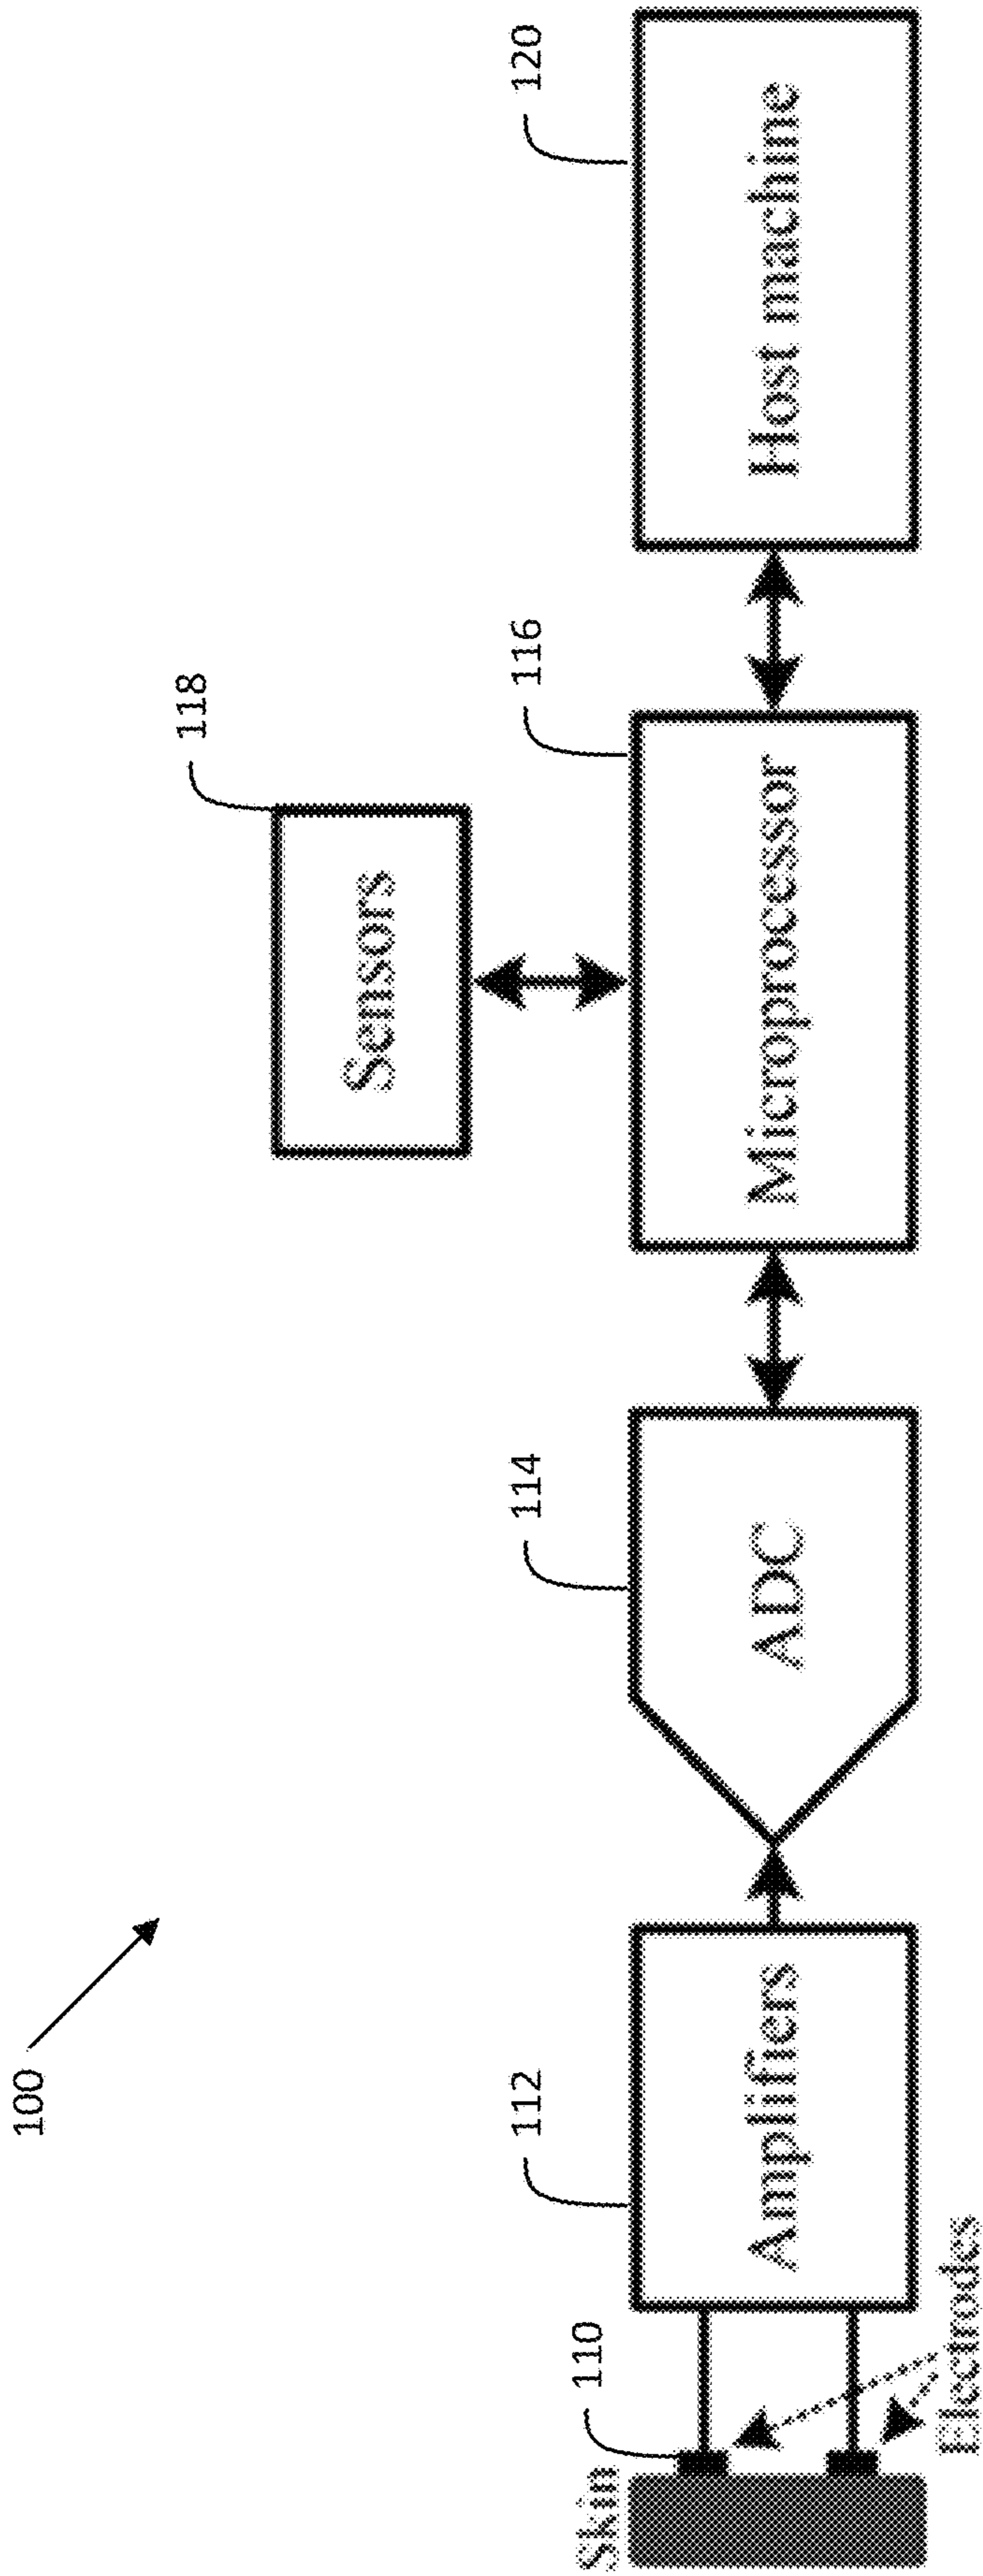 100
118
Sensors
110
112
114
116
120
Skin
Amplifiers
ADC
Microprocessor
Host machine
Electrodes